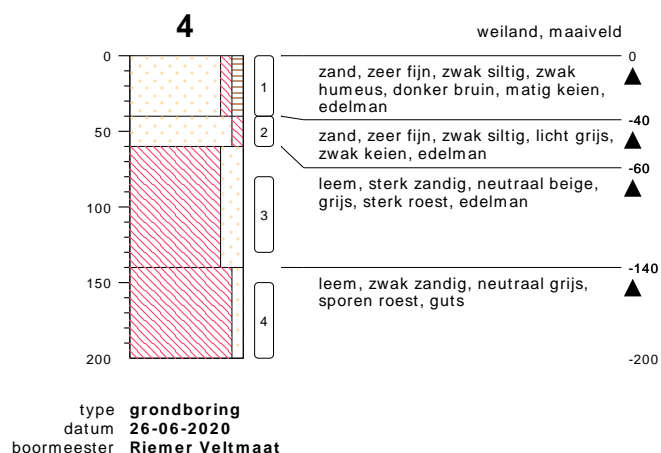 4
weiland, maaiveld
0
0
zand, zeer fijn, zwak siltig, zwak
humeus, donker bruin, matig keien,
edelman
1
-40
50
2
zand, zeer fijn, zwak siltig, licht grijs,
zwak keien, edelman
-60
leem, sterk zandig, neutraal beige,
grijs, sterk roest, edelman
100
3
-140
150
leem, zwak zandig, neutraal grijs,
sporen roest, guts
4
200
-200
type grondboring
datum 26-06-2020
boormeester Riemer Veltmaat